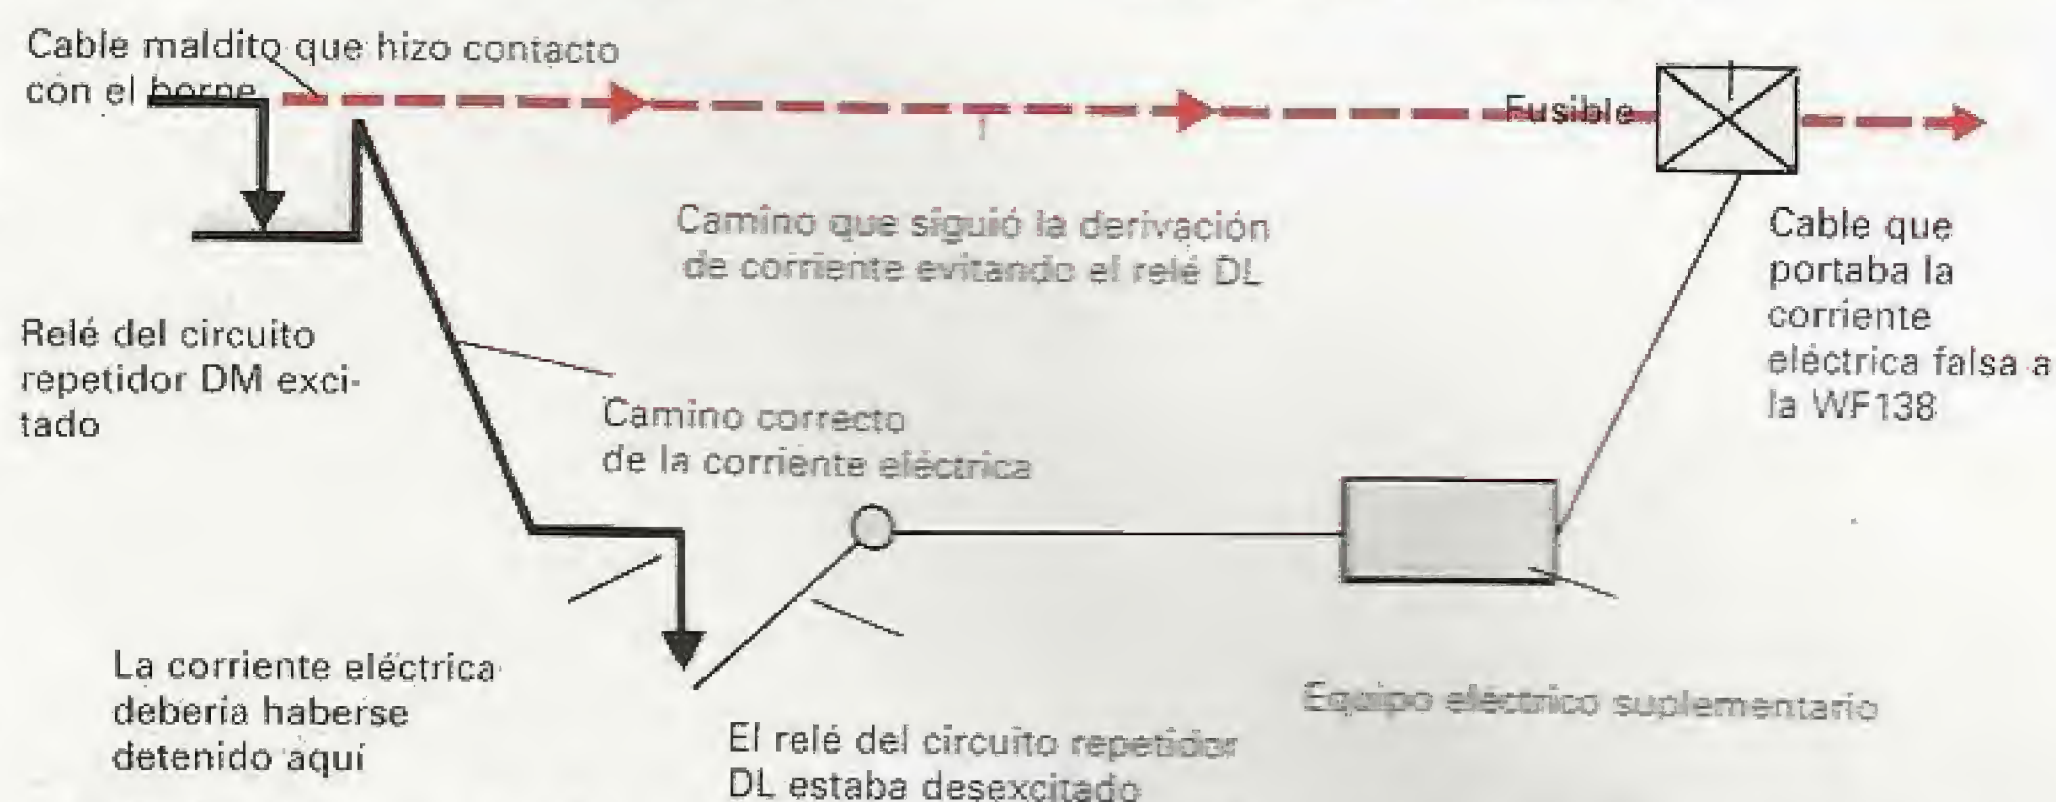 Cable maldito que hizo contacto
con el borne
Fusible
Camino que siguió la derivación
de corriente evitando el relé DL
Cable que
portaba la
corriente
eléctrica falsa a
la WF138
Relé del circuito
repetidor DM exci-
tado
Camino correcto
de la corriente eléctrica
La corriente eléctrica
debería haberse
detenido aquí
Equipo eléctrico suplementario
El relé del circuito repetidor
DL estaba desexcitado